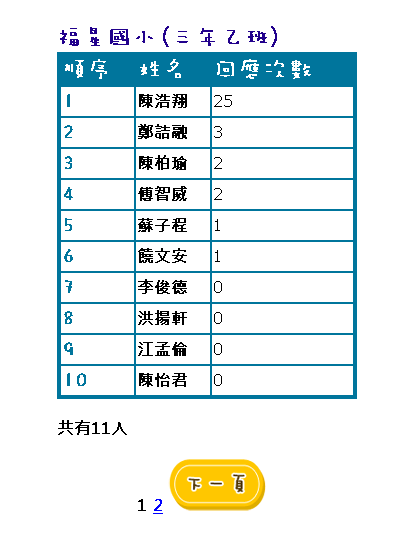 福星國小(三年乙班)
順序 姓名 回應次數
1 陳浩翔 25
2 鄭詰融 3
3 陳柏瑜 2
4 傅智威 2
5 蘇子程 1
6 饒文安 1
7 李俊德 0
8 洪揚軒 0
9 江孟倫 0
10 陳怡君 0
共有11人
下一頁
1 2